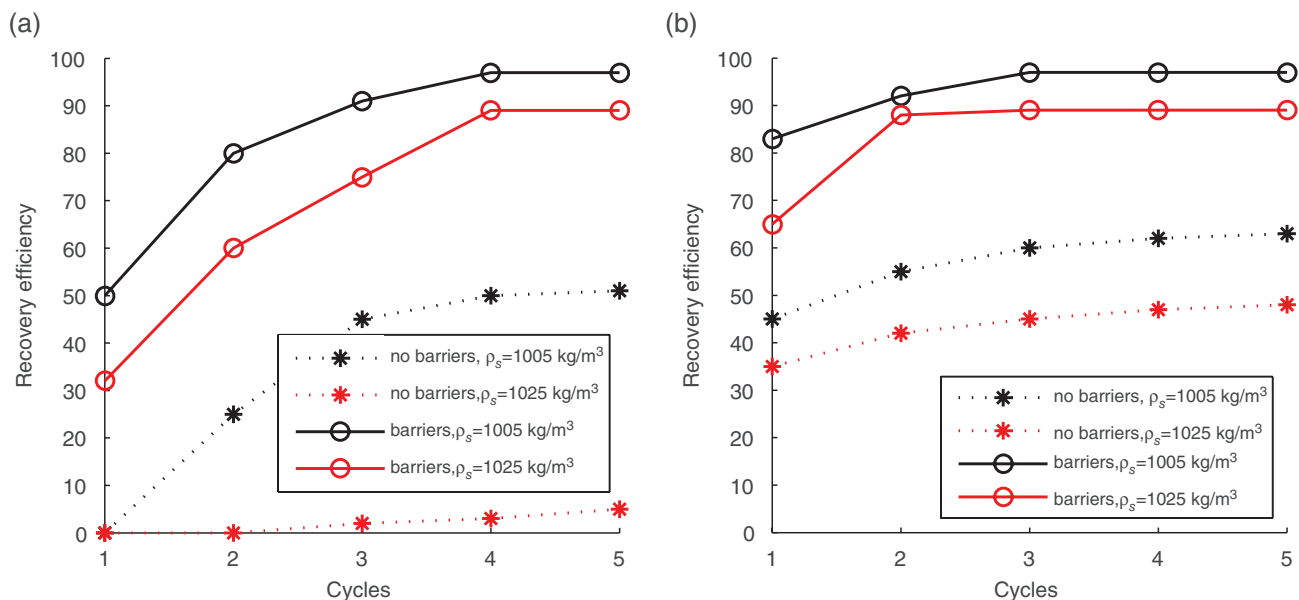 (a)
Recovery efficiency
100
90
80
70
60
50
40
30
20
10
0
no barriers, ρₛ=1005 kg/m³
no barriers,ρₛ=1025 kg/m³
barriers,ρₛ=1005 kg/m³
barriers,ρₛ=1025 kg/m³
1 2 3 4 5
Cycles
(b)
Recovery efficiency
100
90
80
70
60
50
40
30
20
10
0
no barriers, ρₛ=1005 kg/m³
no barriers,ρₛ=1025 kg/m³
barriers,ρₛ=1005 kg/m³
barriers,ρₛ=1025 kg/m³
1 2 3 4 5
Cycles